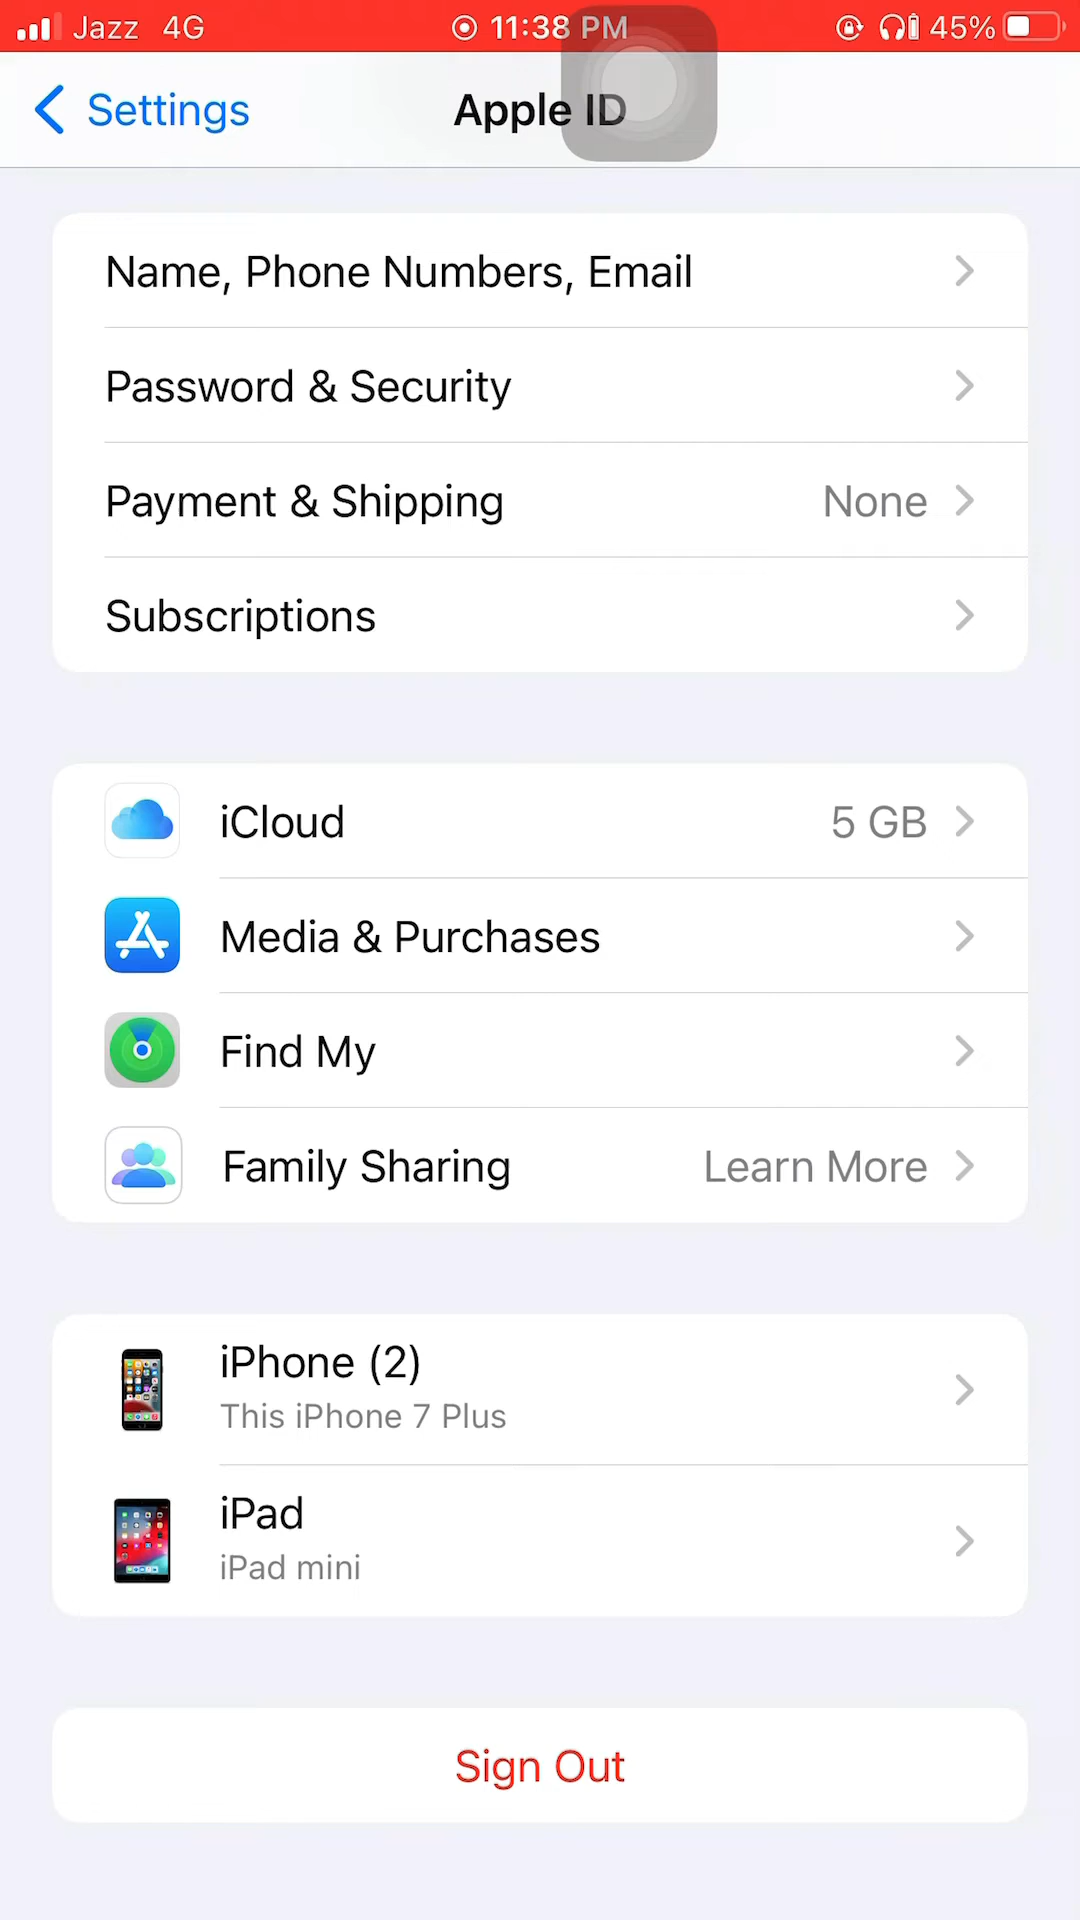 Jazz 4G 11:38 PM 45%
Settings Apple ID
Name, Phone Numbers, Email
Password & Security
Payment & Shipping None
Subscriptions
iCloud 5 GB
Media & Purchases
Find My
Family Sharing Learn More
iPhone (2)
This iPhone 7 Plus
iPad
iPad mini
Sign Out